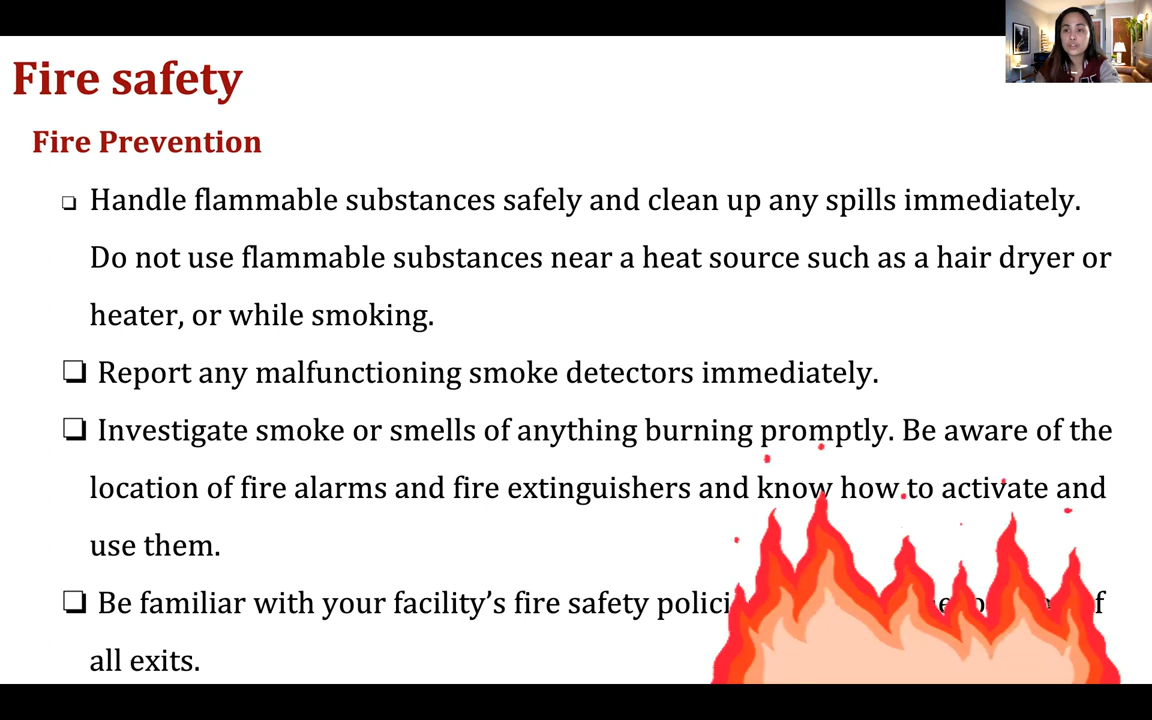 Fire safety
Fire Prevention
❏ Handle flammable substances safely and clean up any spills immediately.
Do not use flammable substances near a heat source such as a hair dryer or
heater, or while smoking.
❏ Report any malfunctioning smoke detectors immediately.
❏ Investigate smoke or smells of anything burning promptly. Be aware of the
location of fire alarms and fire extinguishers and know how to activate and
use them.
❏ Be familiar with your facility’s fire safety
all exits.